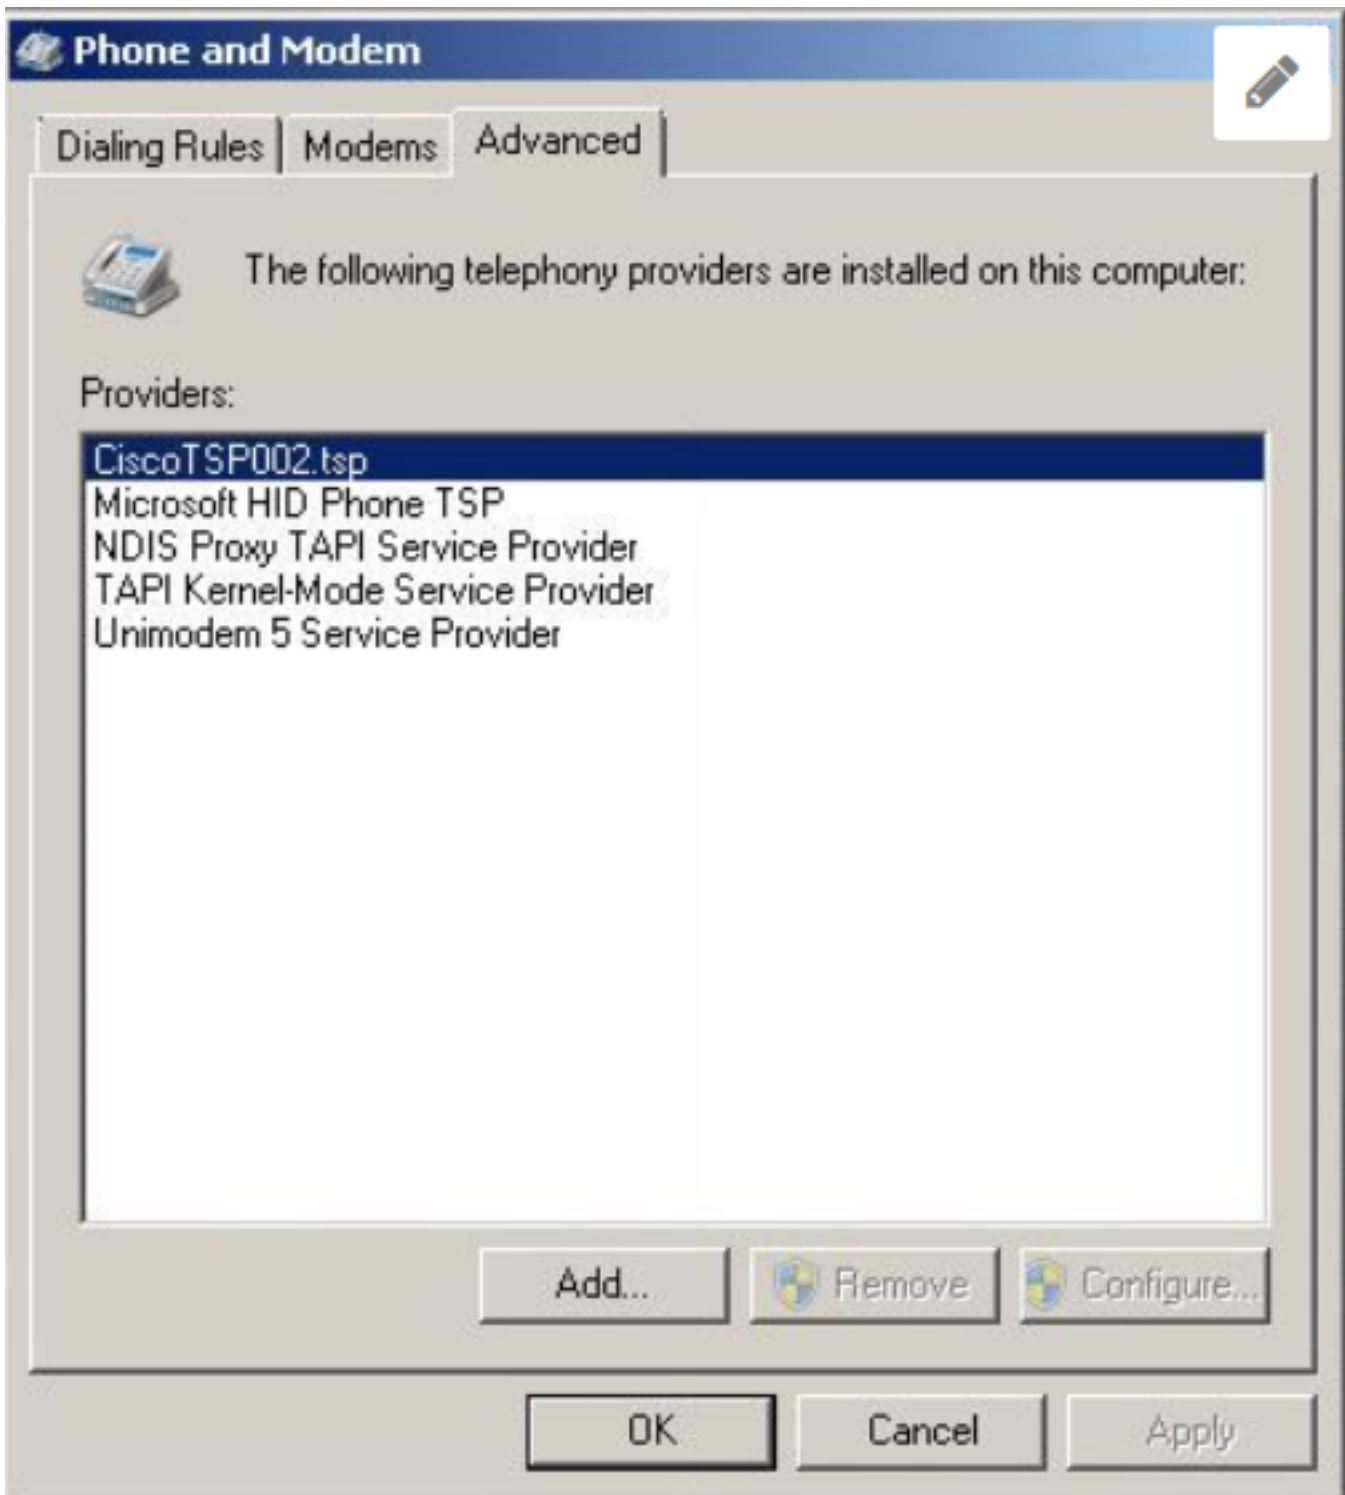 Phone and Modem
Dialing Rules
Modems
Advanced
The following telephony providers are installed on this computer:
Providers:
CiscoTSP002.tsp
Microsoft HID Phone TSP
NDIS Proxy TAPI Service Provider
TAPI Kernel-Mode Service Provider
Unimodem 5 Service Provider
Add...
Remove
Configure...
OK
Cancel
Apply